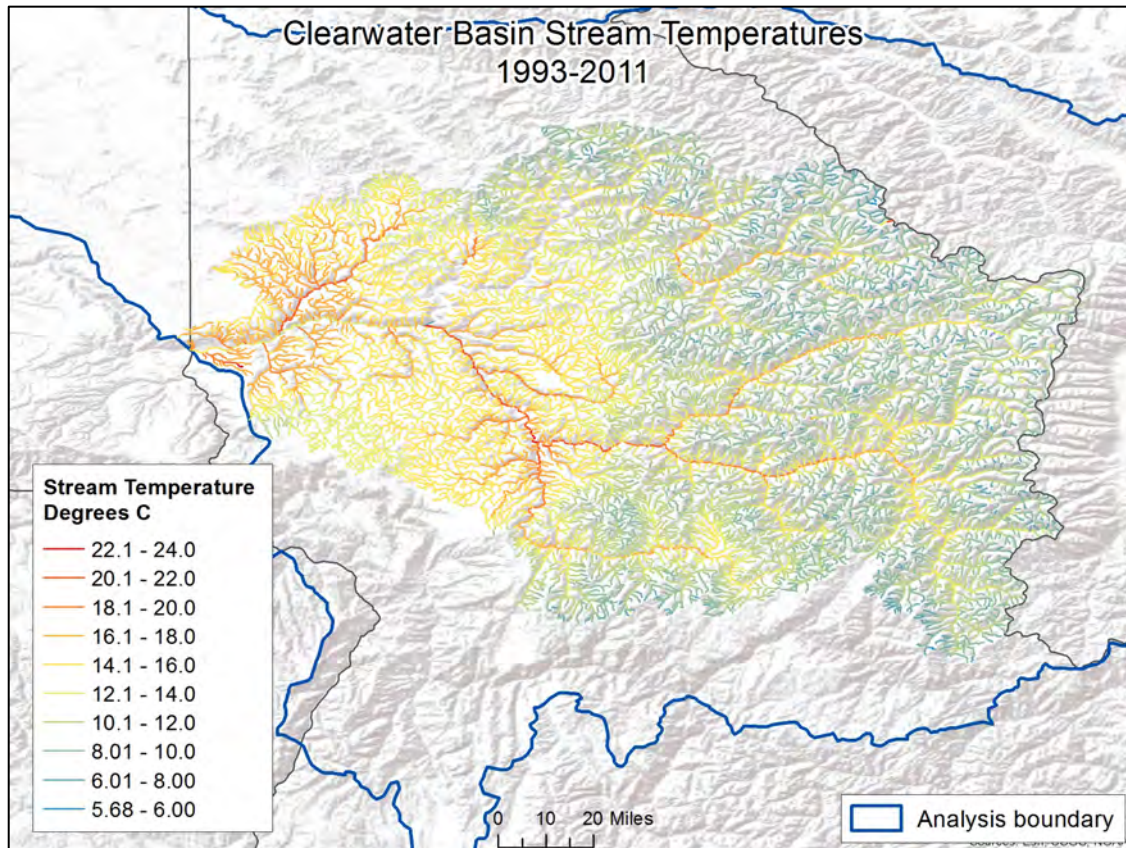 Clearwater Basin Stream Temperatures
1993-2011
Stream Temperature
Degrees C
22.1 - 24.0
20.1 - 22.0
18.1 - 20.0
16.1 - 18.0
14.1 - 16.0
12.1 - 14.0
10.1 - 12.0
8.01 - 10.0
6.01 - 8.00
5.68 - 6.00
0 10 20 Miles
Analysis boundary